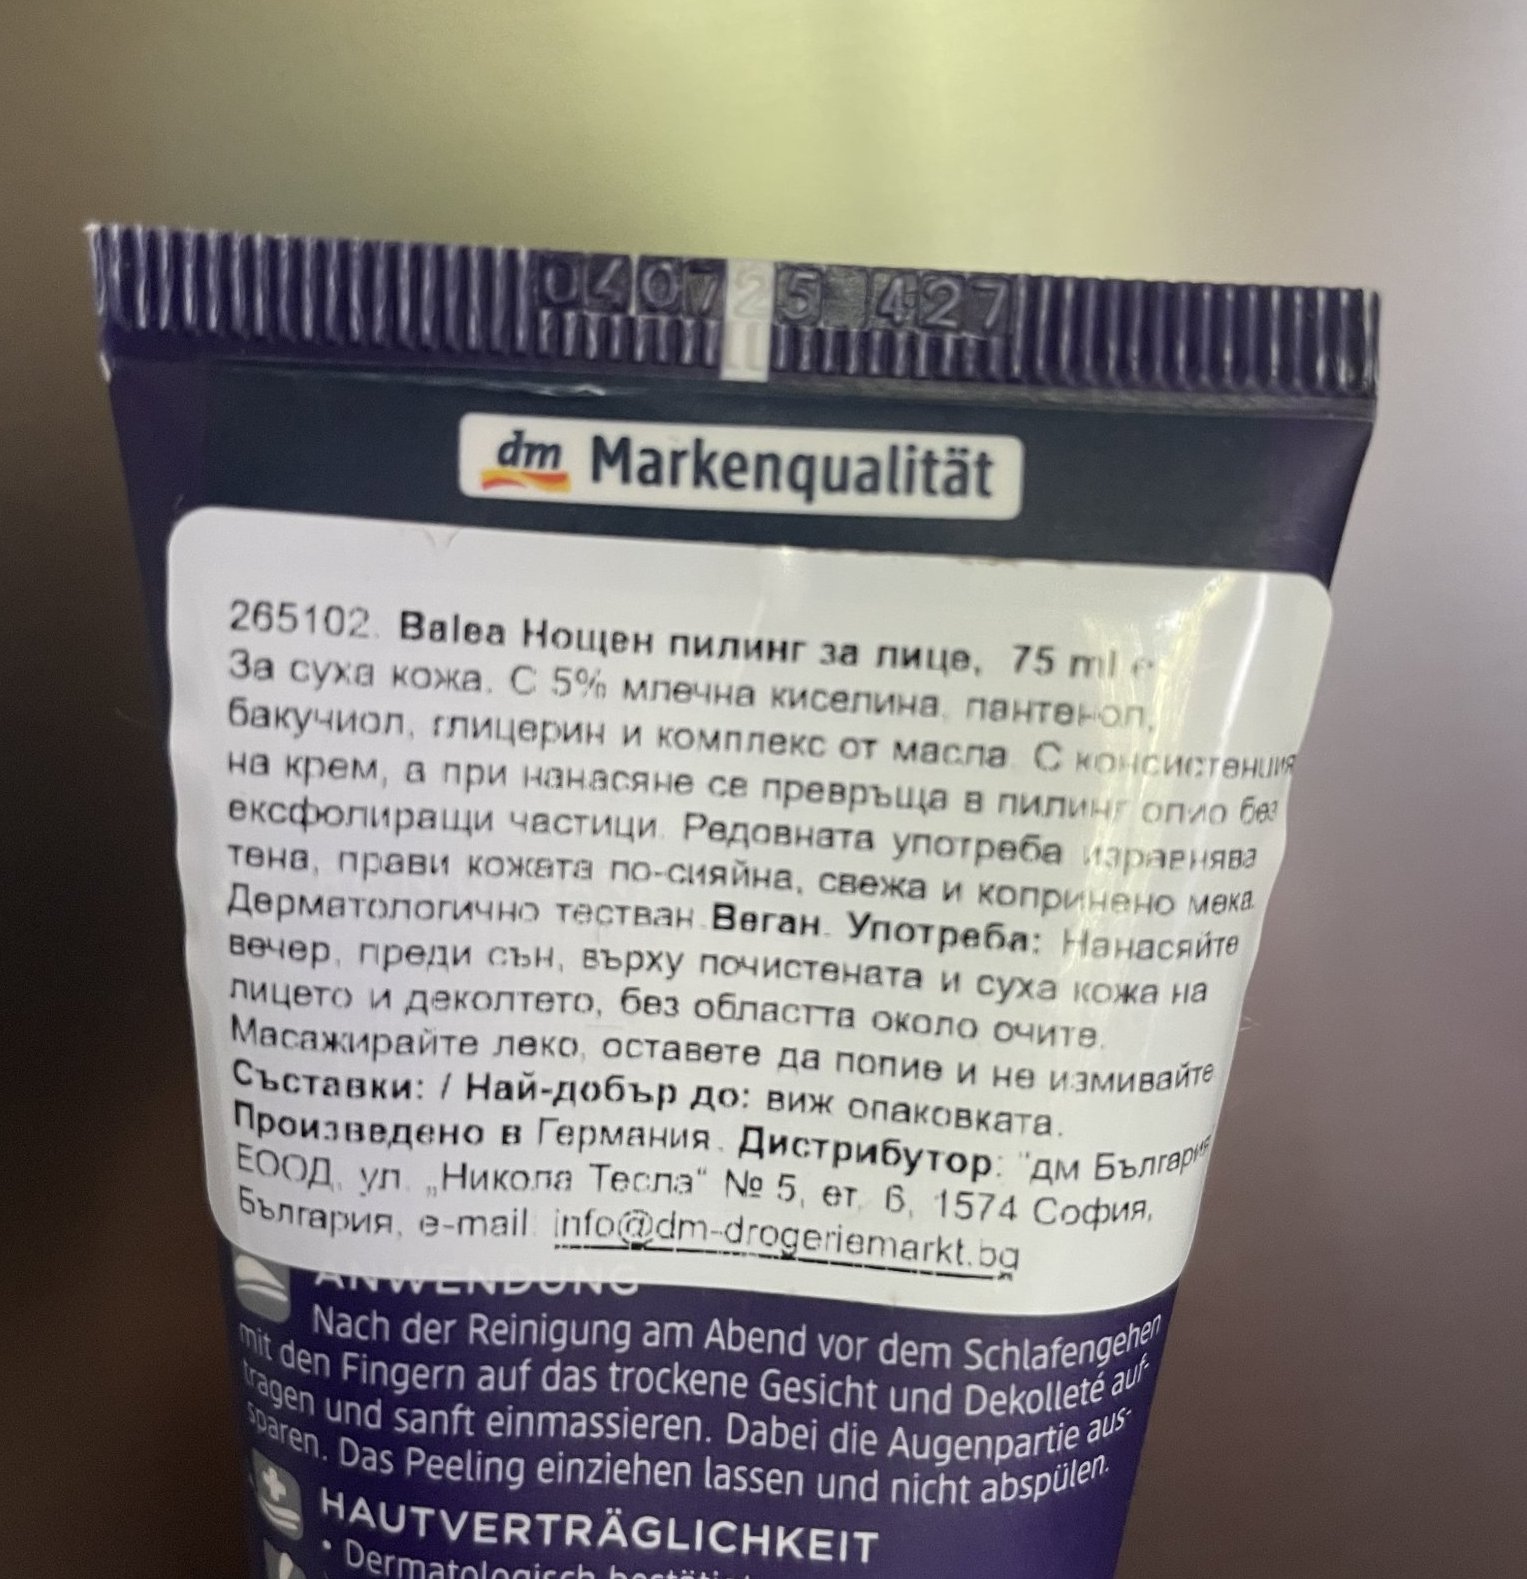 040725 427
dm Markenqualität
265102. Balea Нощен пилинг за лице, 75 ml e
За суха кожа. С 5% млечна киселина, пантенол,
бакучиол, глицерин и комплекс от масла. С консистенция
на крем, а при нанасяне се превръща в пилинг олио без
ексфолиращи частици. Редовната употреба изравнява
тена, прави кожата по-сияйна, свежа и копринено мека.
Дерматологично тестван. Веган. Употреба: Нанасяйте
вечер, преди сън, върху почистената и суха кожа на
лицето и деколтето, без областта около очите.
Масажирайте леко, оставете да попие и не измивайте
Съставки: / Най-добър до: виж опаковката.
Произведено в Германия. Дистрибутор: "дм България"
ЕООД, ул. „Никола Тесла“ № 5, ет. 6, 1574 София,
България, e-mail: info@dm-drogeriemarkt.bg
ANWENDUNG
Nach der Reinigung am Abend vor dem Schlafengehen
mit den Fingern auf das trockene Gesicht und Dekolleté auf-
tragen und sanft einmassieren. Dabei die Augenpartie aus-
sparen. Das Peeling einziehen lassen und nicht abspülen.
HAUTVERTRÄGLICHKEIT
• Dermatologisch